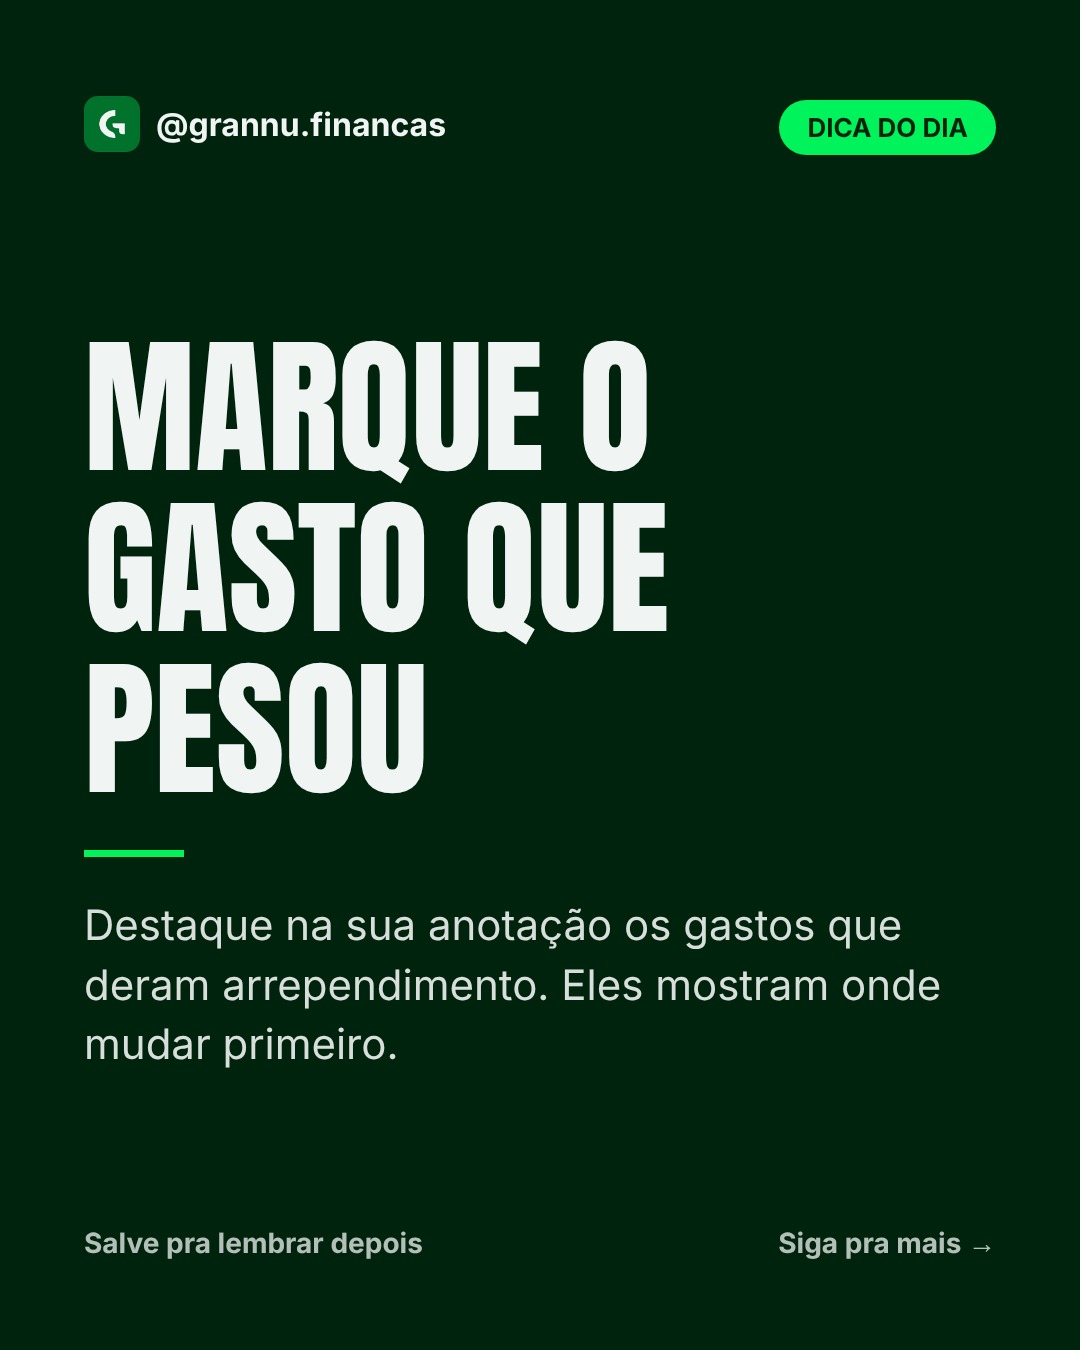 @grannu.financas
DICA DO DIA
MARQUE O
GASTO QUE
PESOU
Destaque na sua anotação os gastos que
deram arrependimento. Eles mostram onde
mudar primeiro.
Salve pra lembrar depois
Siga pra mais →